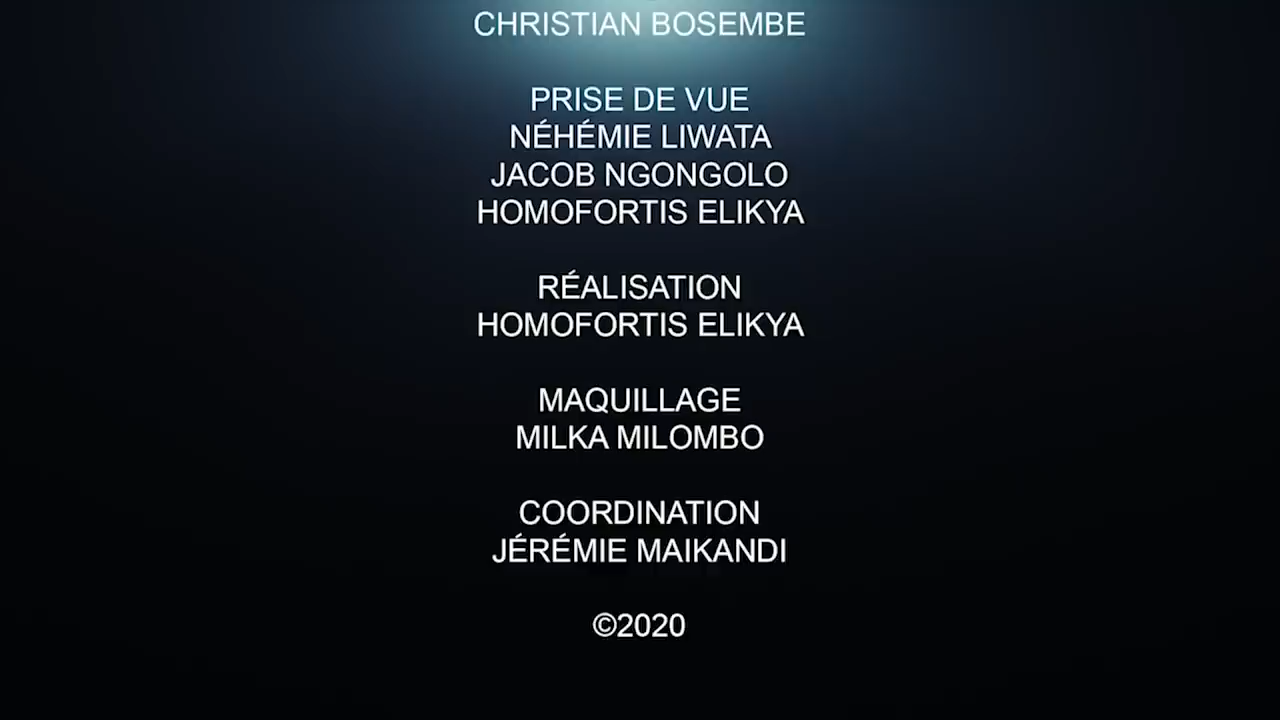 CHRISTIAN BOSEMBE
PRISE DE VUE
NÉHÉMIE LIWATA
JACOB NGONGOLO
HOMOFORTIS ELIKYA
RÉALISATION
HOMOFORTIS ELIKYA
MAQUILLAGE
MILKA MILOMBO
COORDINATION
JÉRÉMIE MAIKANDI
©2020